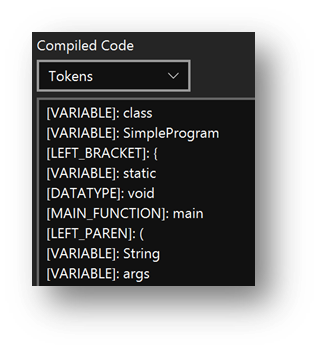 Compiled Code
Tokens
[VARIABLE]: class
[VARIABLE]: SimpleProgram
[LEFT_BRACKET]: {
[VARIABLE]: static
[DATATYPE]: void
[MAIN_FUNCTION]: main
[LEFT_PAREN]: (
[VARIABLE]: String
[VARIABLE]: args